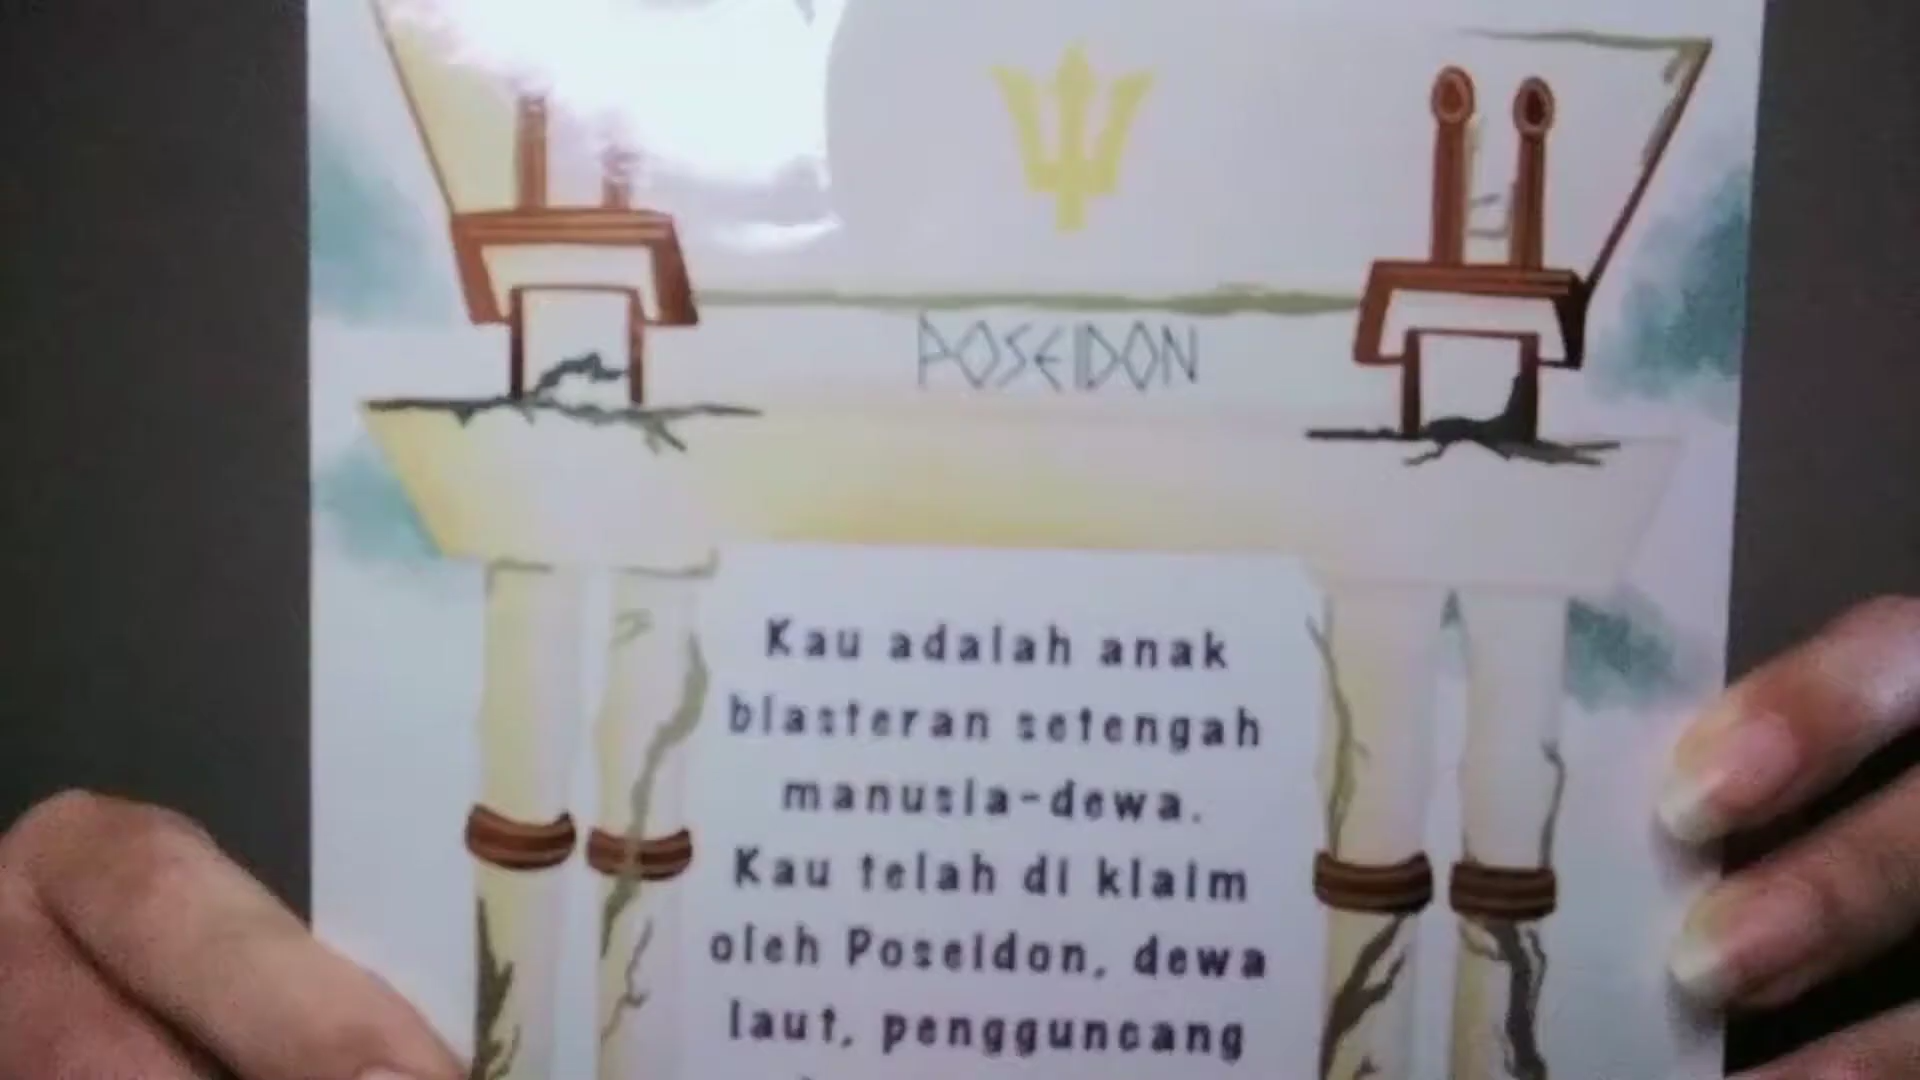 POSEIDON
Kau adalah anak
blasteran setengah
manusia-dewa.
Kau telah di klaim
oleh Poseidon, dewa
laut, pengguncang